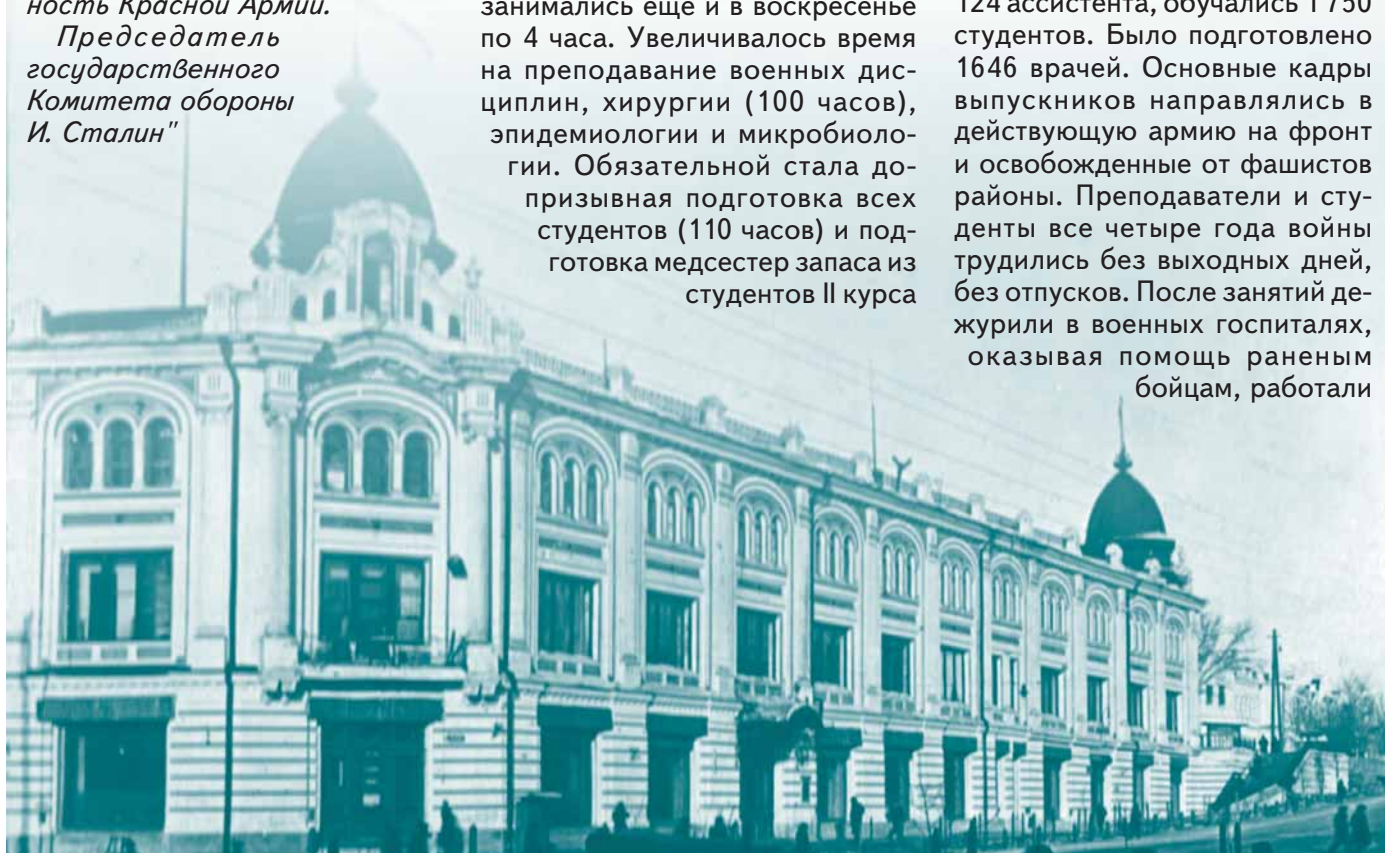 ность Красной Армии.
Председатель
государственного
Комитета обороны
И. Сталин"
занимались еще и в воскресенье
по 4 часа. Увеличивалось время
на преподавание военных дис-
циплин, хирургии (100 часов),
эпидемиологии и микробиоло-
гии. Обязательной стала до-
призывная подготовка всех
студентов (110 часов) и под-
готовка медсестер запаса из
студентов II курса
124 ассистента, обучались 1 750
студентов. Было подготовлено
1646 врачей. Основные кадры
выпускников направлялись в
действующую армию на фронт
и освобожденные от фашистов
районы. Преподаватели и сту-
денты все четыре года войны
трудились без выходных дней,
без отпусков. После занятий де-
журили в военных госпиталях,
оказывая помощь раненым
бойцам, работали